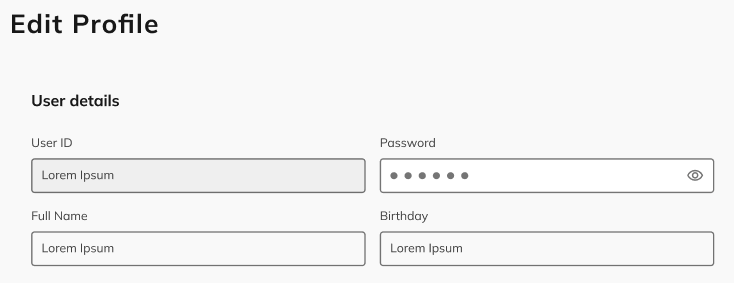 Edit Profile
User details
User ID
Password
Lorem Ipsum
Full Name
Birthday
Lorem Ipsum
Lorem Ipsum